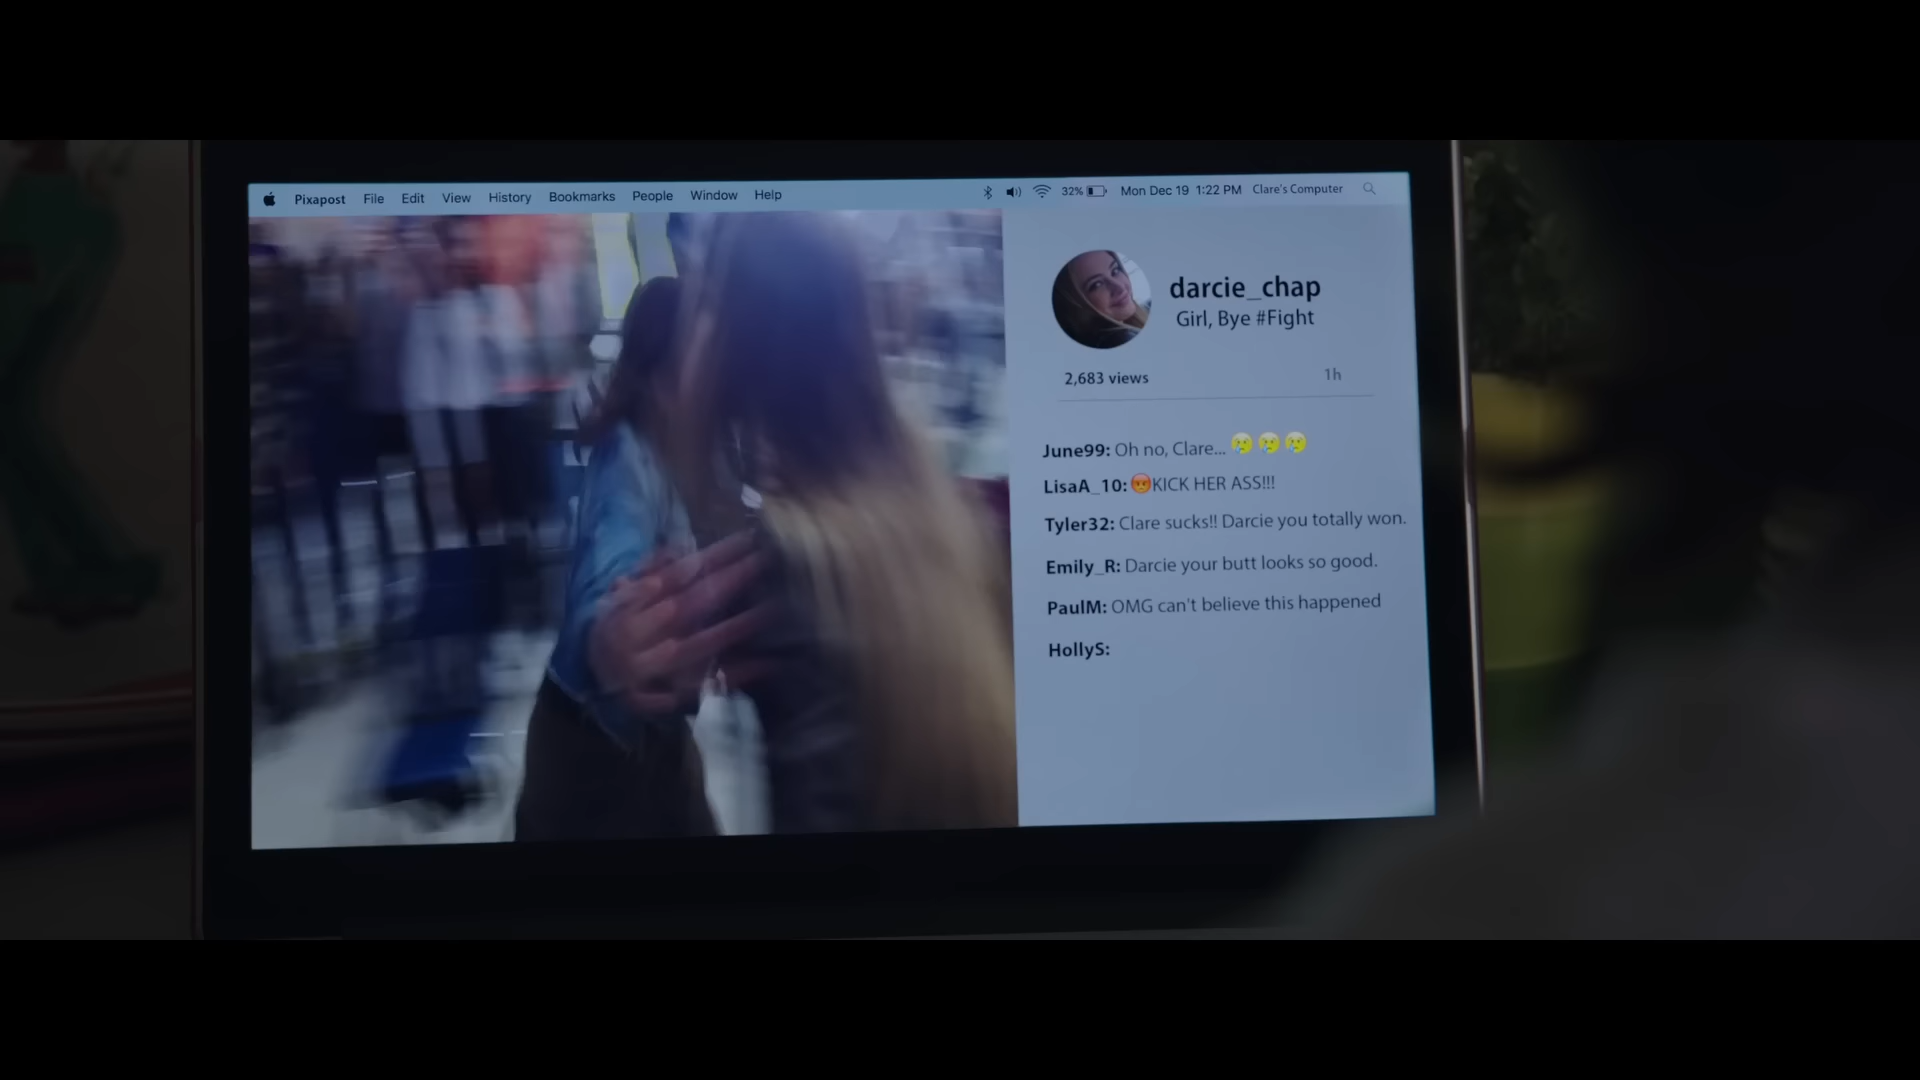 Pixapost File Edit View History Bookmarks People Window Help 32% Mon Dec 19 1:22 PM Clare's Computer
darcie_chap
Girl, Bye #Fight
2,683 views 1h
June99: Oh no, Clare... 😢😢😢
LisaA_10: 😡KICK HER ASS!!!
Tyler32: Clare sucks!! Darcie you totally won.
Emily_R: Darcie your butt looks so good.
PaulM: OMG can't believe this happened
HollyS: